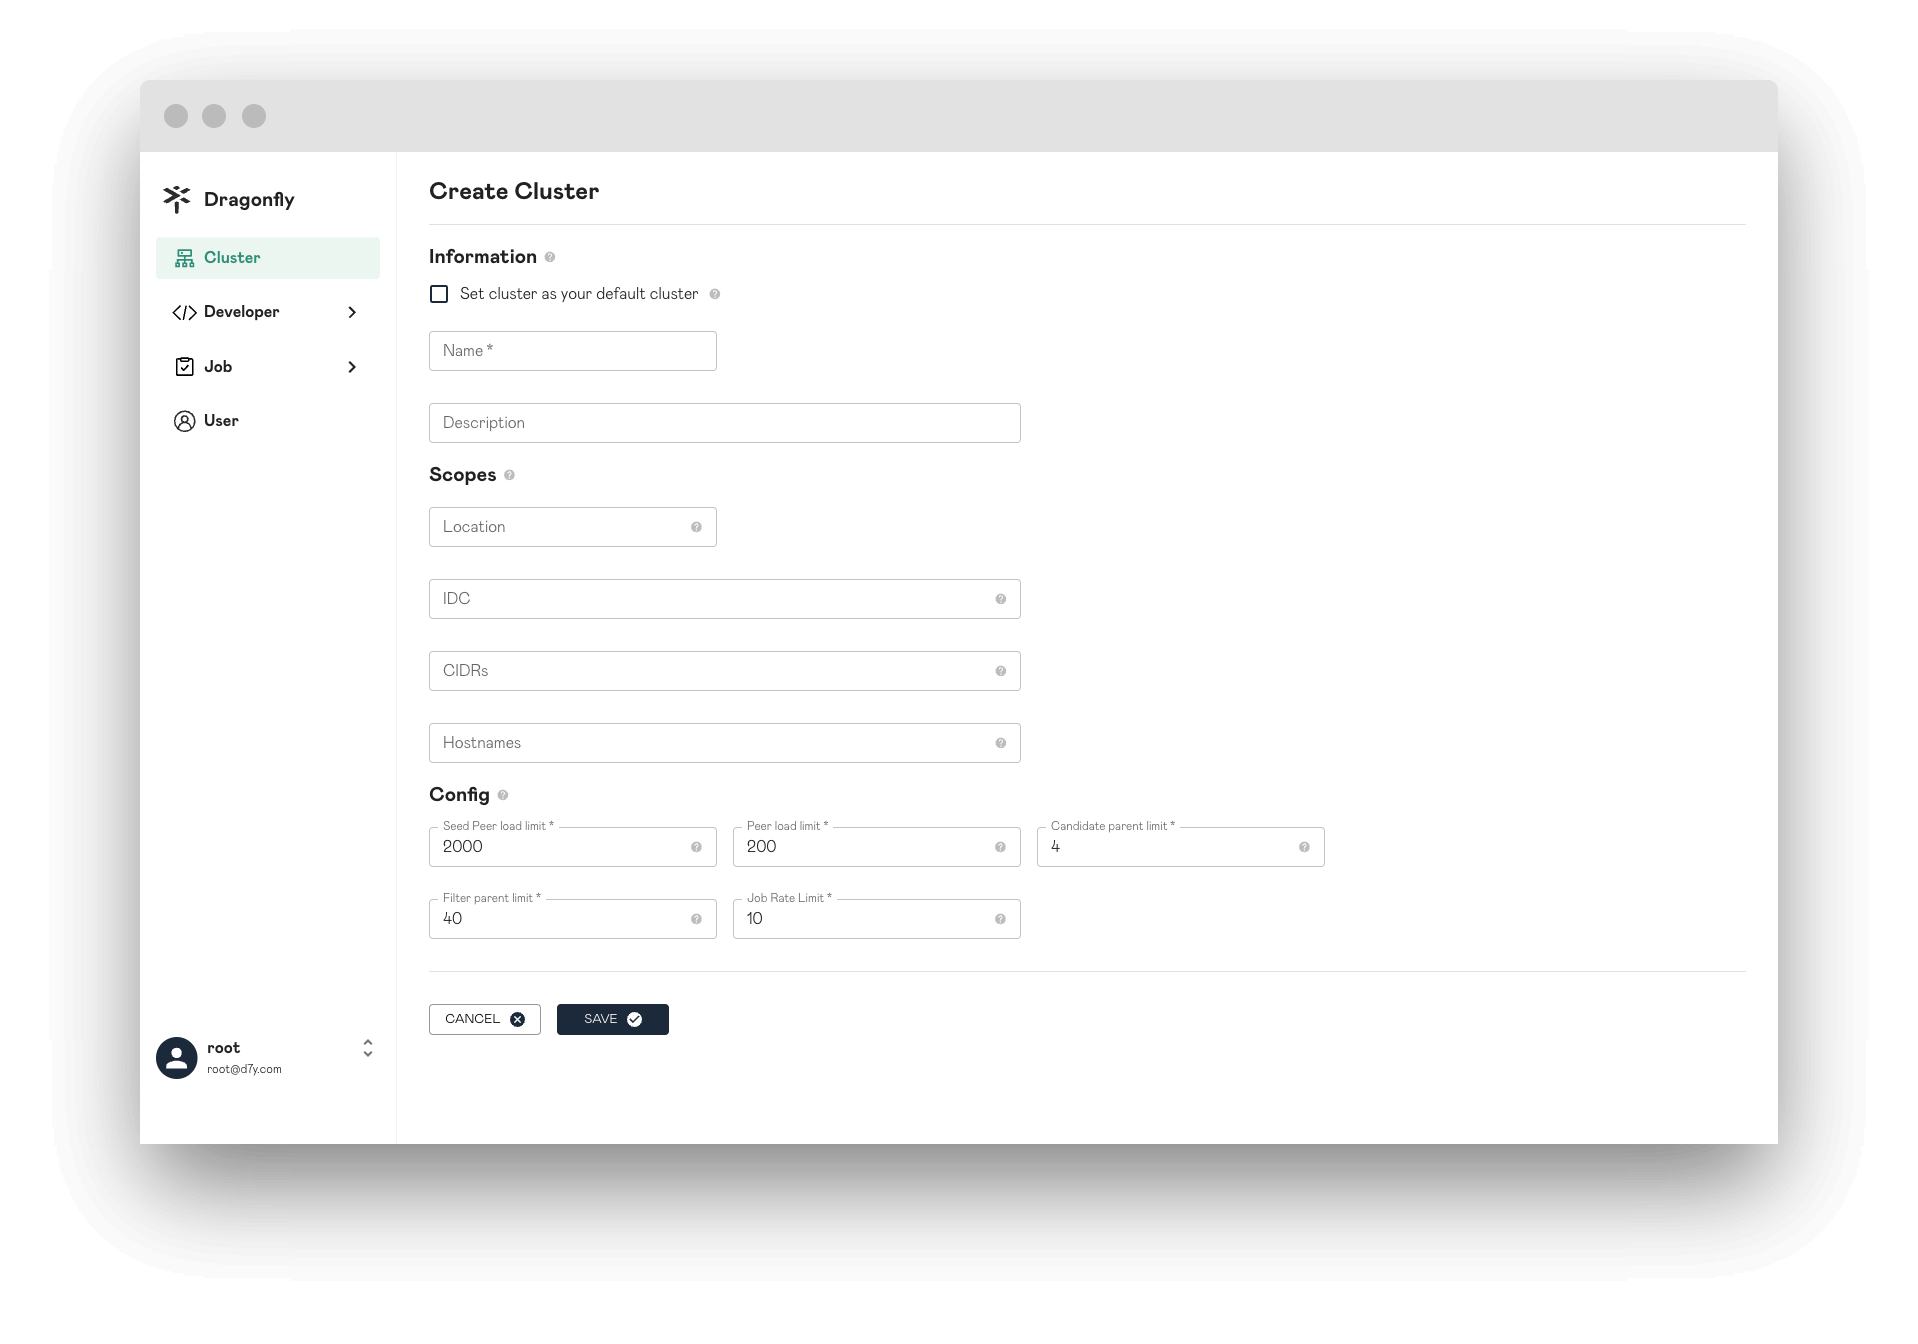 Dragonfly
Cluster
Developer
Job
User
root
root@d7y.com
Create Cluster
Information
Set cluster as your default cluster
Name *
Description
Scopes
Location
IDC
CIDRs
Hostnames
Config
Seed Peer load limit * Peer load limit * Candidate parent limit *
2000 200 4
Filter parent limit * Job Rate Limit *
40 10
CANCEL SAVE